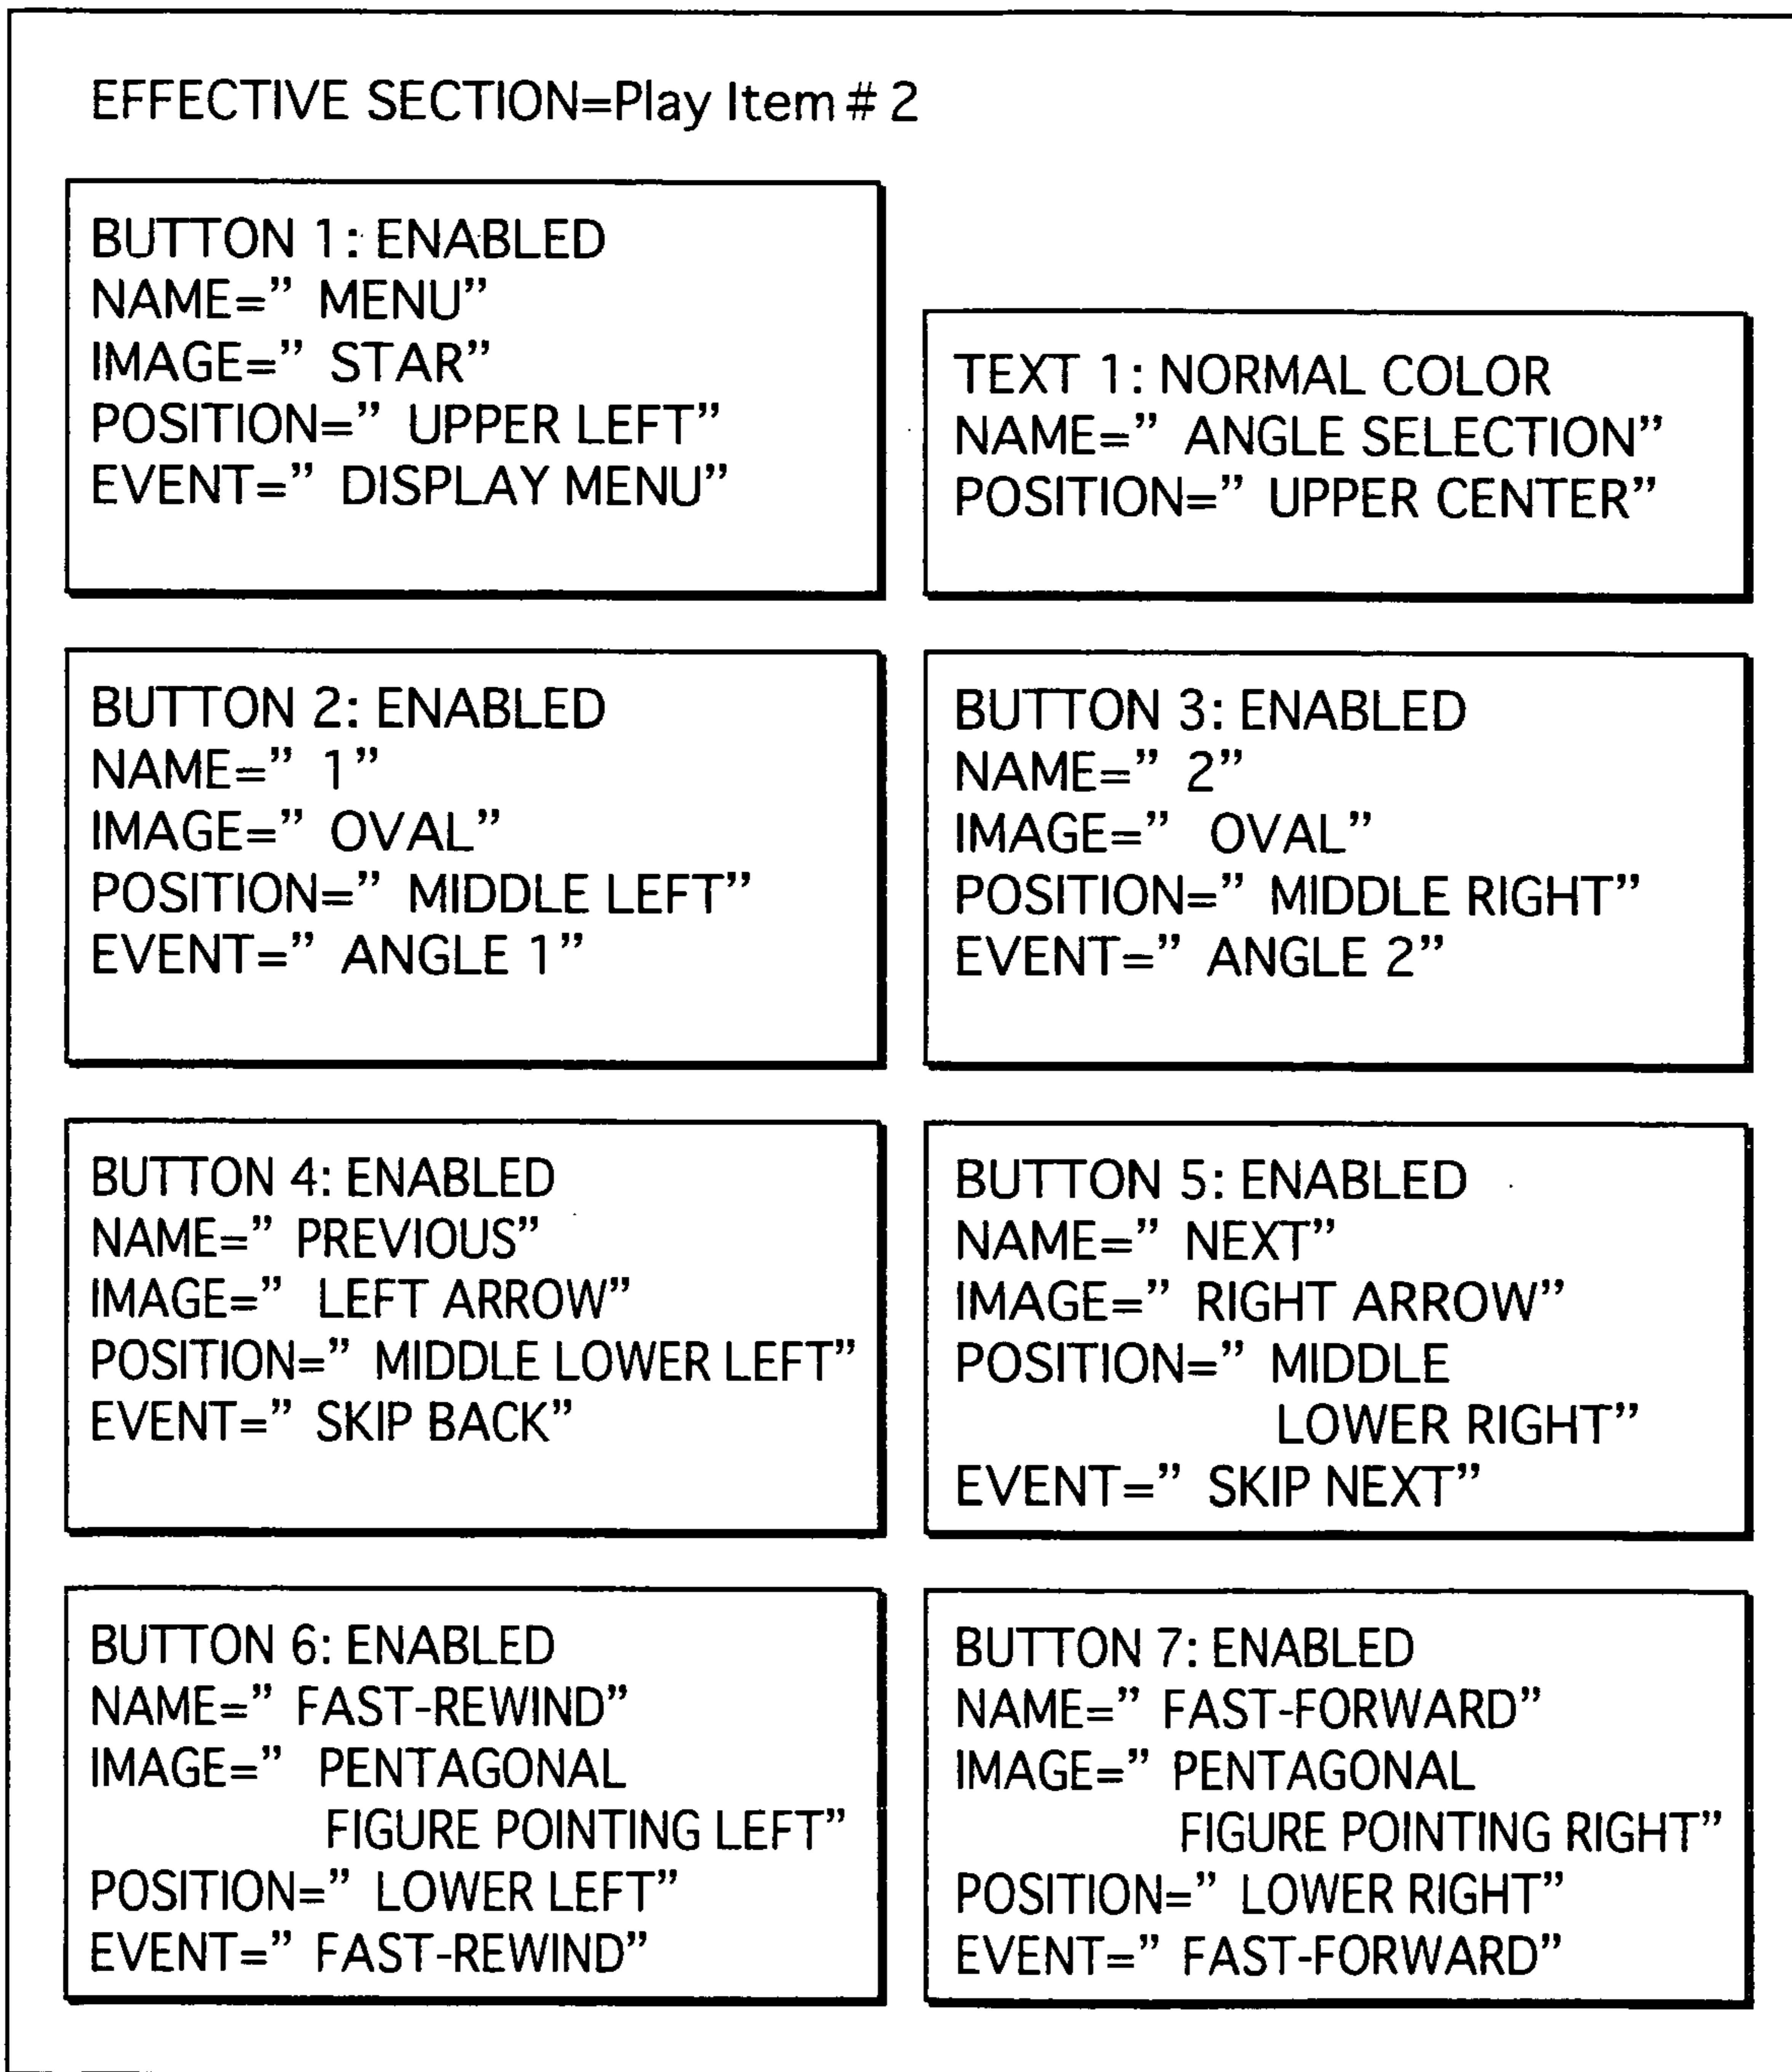 EFFECTIVE SECTION=Play Item # 2
BUTTON 1: ENABLED
NAME=” MENU”
IMAGE=” STAR”
POSITION=” UPPER LEFT”
EVENT=” DISPLAY MENU”
TEXT 1: NORMAL COLOR
NAME=” ANGLE SELECTION”
POSITION=” UPPER CENTER”
BUTTON 2: ENABLED
NAME=” 1”
IMAGE=” OVAL”
POSITION=” MIDDLE LEFT”
EVENT=” ANGLE 1”
BUTTON 3: ENABLED
NAME=” 2”
IMAGE=” OVAL”
POSITION=” MIDDLE RIGHT”
EVENT=” ANGLE 2”
BUTTON 4: ENABLED
NAME=” PREVIOUS”
IMAGE=” LEFT ARROW”
POSITION=” MIDDLE LOWER LEFT”
EVENT=” SKIP BACK”
BUTTON 5: ENABLED
NAME=” NEXT”
IMAGE=” RIGHT ARROW”
POSITION=” MIDDLE
LOWER RIGHT”
EVENT=” SKIP NEXT”
BUTTON 6: ENABLED
NAME=” FAST-REWIND”
IMAGE=” PENTAGONAL
FIGURE POINTING LEFT”
POSITION=” LOWER LEFT”
EVENT=” FAST-REWIND”
BUTTON 7: ENABLED
NAME=” FAST-FORWARD”
IMAGE=” PENTAGONAL
FIGURE POINTING RIGHT”
POSITION=” LOWER RIGHT”
EVENT=” FAST-FORWARD”